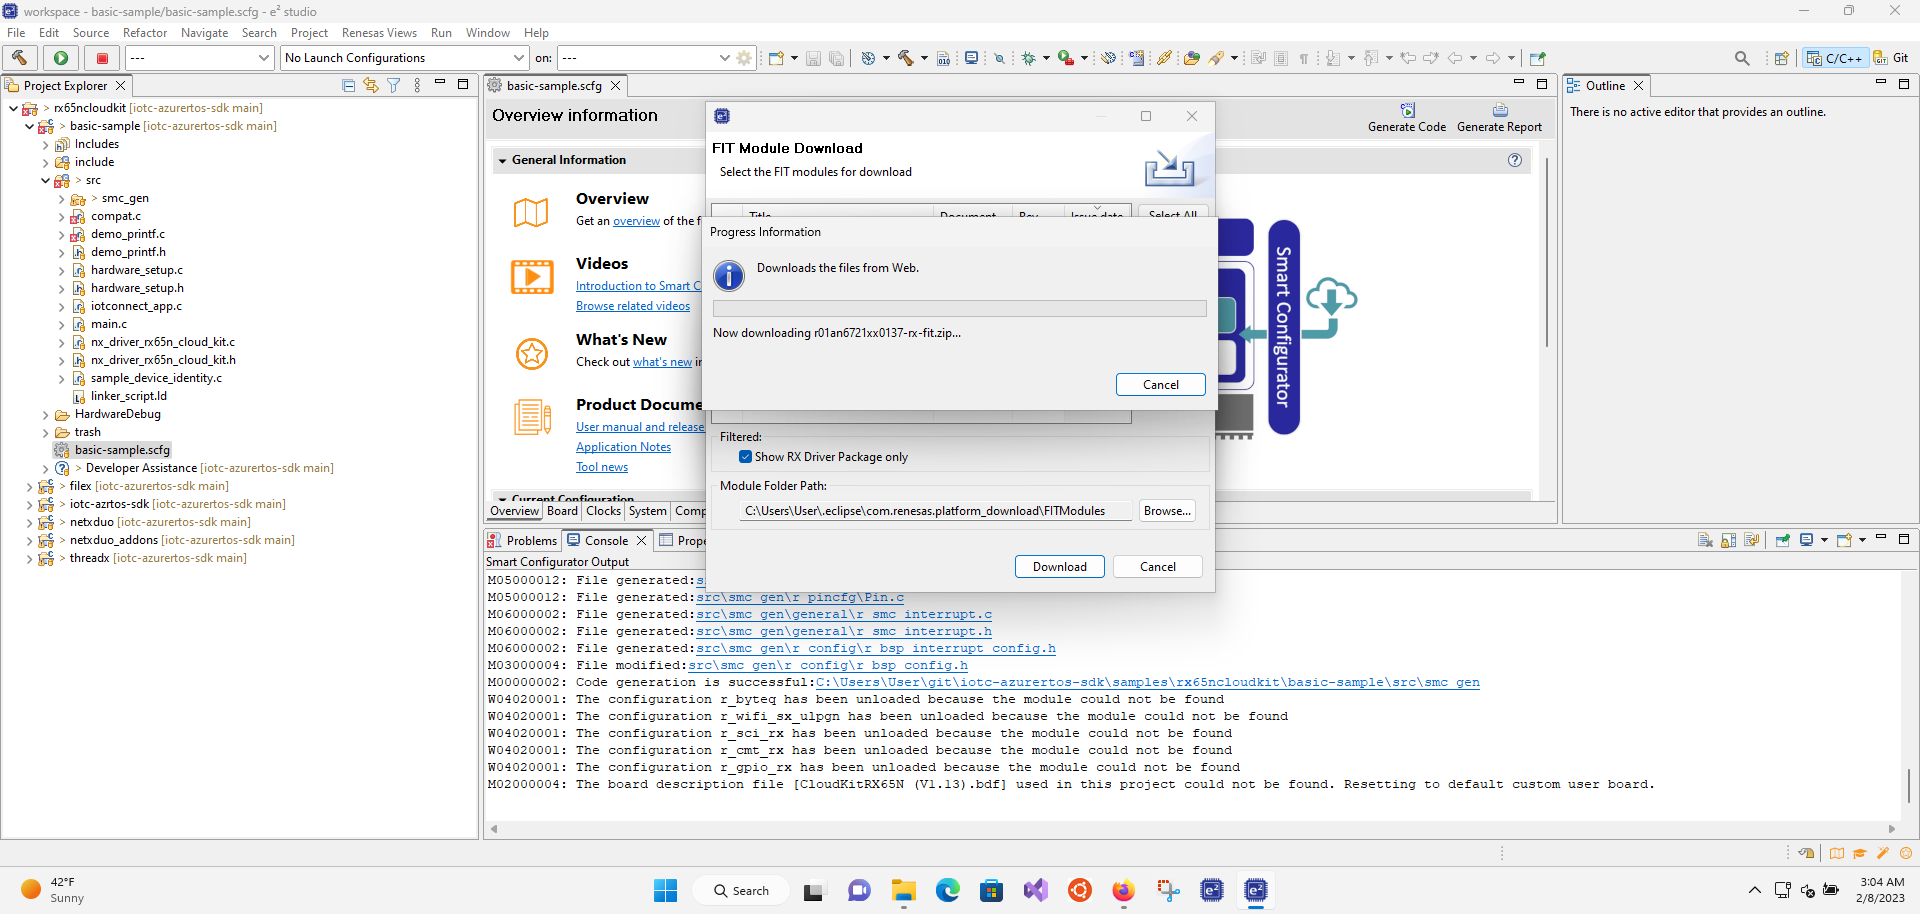 workspace - basic-sample/basic-sample.scfg - e² studio
File Edit Source Refactor Navigate Search Project Renesas Views Run Window Help
--- No Launch Configurations on: ---
C/C++ Git
Project Explorer
> rx65ncloudkit [iotc-azurertos-sdk main]
> basic-sample [iotc-azurertos-sdk main]
Includes
include
> src
> smc_gen
compat.c
demo_printf.c
demo_printf.h
hardware_setup.c
hardware_setup.h
iotconnect_app.c
main.c
nx_driver_rx65n_cloud_kit.c
nx_driver_rx65n_cloud_kit.h
sample_device_identity.c
linker_script.ld
HardwareDebug
trash
basic-sample.scfg
> Developer Assistance [iotc-azurertos-sdk main]
> filex [iotc-azurertos-sdk main]
> iotc-azrtos-sdk [iotc-azurertos-sdk main]
> netxduo [iotc-azurertos-sdk main]
> netxduo_addons [iotc-azurertos-sdk main]
> threadx [iotc-azurertos-sdk main]
basic-sample.scfg
Overview information
Generate Code Generate Report
General Information
Overview
Get an overview of the f
Videos
Introduction to Smart C
Browse related videos
What's New
Check out what's new i
Product Docume
User manual and release
Application Notes
Tool news
Current Configuration
Overview Board Clocks System Comp
Smart Configurator
FIT Module Download
Select the FIT modules for download
Title Document Rev. Issue date Select All
Progress Information
Downloads the files from Web.
Now downloading r01an6721xx0137-rx-fit.zip...
Cancel
Filtered:
Show RX Driver Package only
Module Folder Path:
C:\Users\User\.eclipse\com.renesas.platform_download\FITModules Browse...
Download Cancel
Outline
There is no active editor that provides an outline.
Problems Console Prope
Smart Configurator Output
M05000012: File generated:s
M05000012: File generated:src\smc_gen\r_pincfg\Pin.c
M06000002: File generated:src\smc_gen\general\r_smc_interrupt.c
M06000002: File generated:src\smc_gen\general\r_smc_interrupt.h
M06000002: File generated:src\smc_gen\r_config\r_bsp_interrupt_config.h
M03000004: File modified:src\smc_gen\r_config\r_bsp_config.h
M00000002: Code generation is successful:C:\Users\User\git\iotc-azurertos-sdk\samples\rx65ncloudkit\basic-sample\src\smc_gen
W04020001: The configuration r_byteq has been unloaded because the module could not be found
W04020001: The configuration r_wifi_sx_ulpgn has been unloaded because the module could not be found
W04020001: The configuration r_sci_rx has been unloaded because the module could not be found
W04020001: The configuration r_cmt_rx has been unloaded because the module could not be found
W04020001: The configuration r_gpio_rx has been unloaded because the module could not be found
M02000004: The board description file [CloudKitRX65N (V1.13).bdf] used in this project could not be found. Resetting to default custom user board.
42°F
Sunny
Search
3:04 AM
2/8/2023